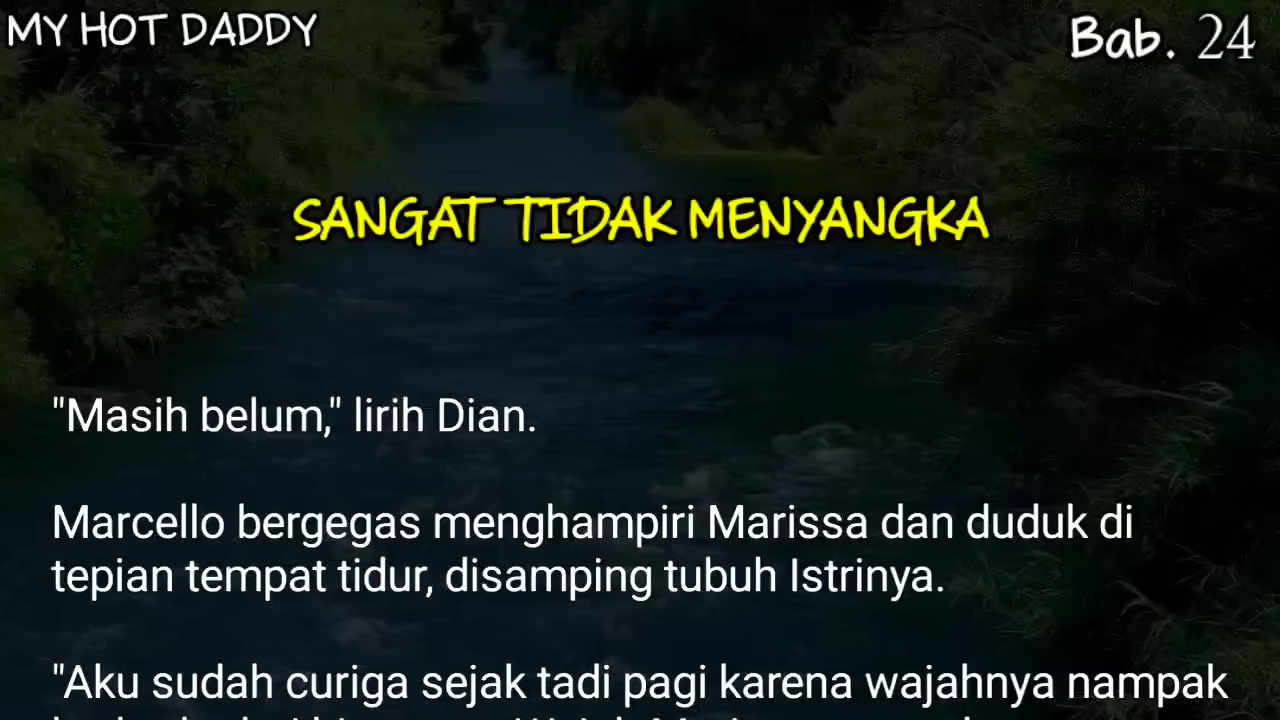 MY HOT DADDY
Bab. 24
SANGAT TIDAK MENYANGKA
"Masih belum," lirih Dian.
Marcello bergegas menghampiri Marissa dan duduk di
tepian tempat tidur, disamping tubuh Istrinya.
"Aku sudah curiga sejak tadi pagi karena wajahnya nampak